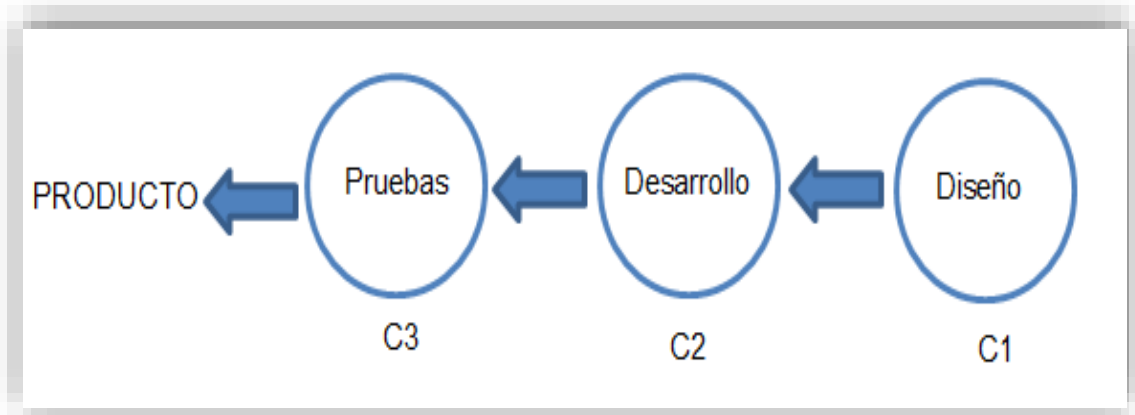 PRODUCTO
Pruebas
Desarrollo
Diseño
C3
C2
C1